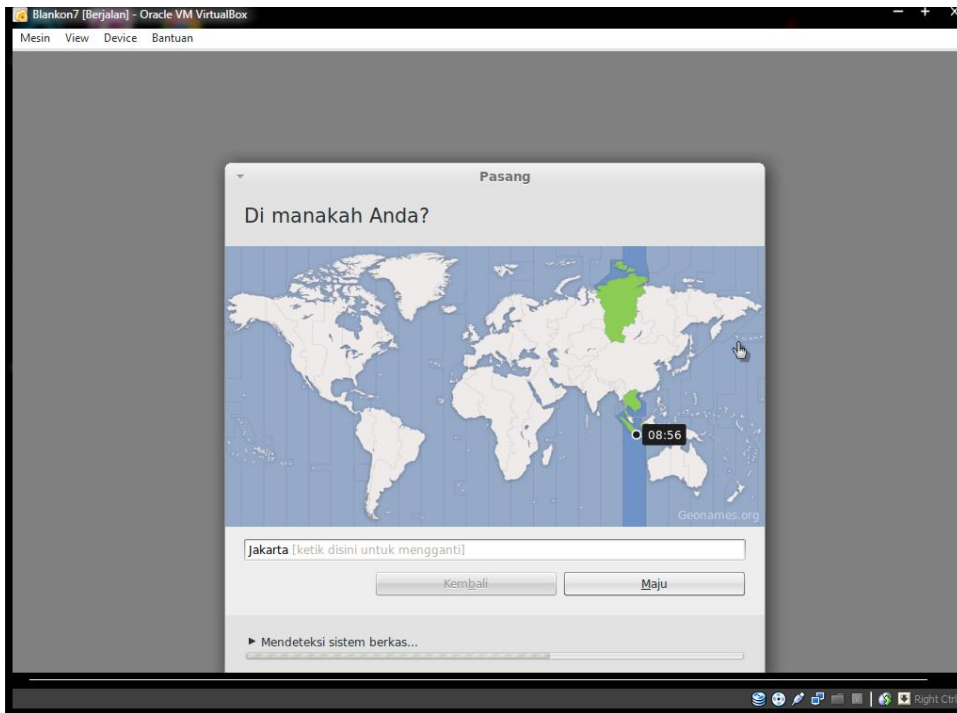 Blankon7 [Berjalan] - Oracle VM VirtualBox
Mesin View Device Bantuan
Pasang
Di manakah Anda?
08:56
Geonames.org
Jakarta [ketik disini untuk mengganti]
Kembali Maju
Mendeteksi sistem berkas...
Right Ctrl